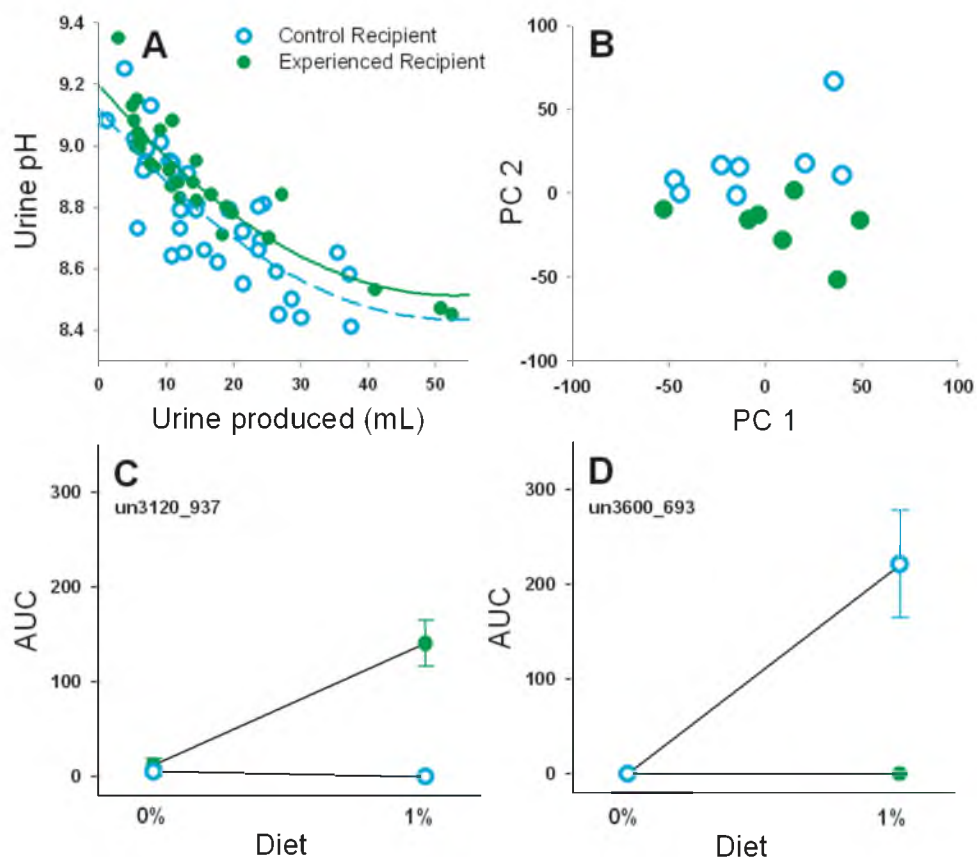 A
Control Recipient
Experienced Recipient
9.4
9.2
9.0
8.8
8.6
8.4
Urine pH
0
10
20
30
40
50
Urine produced (mL)
B
100
50
0
-50
-100
PC 2
-100
-50
0
50
100
PC 1
C
un3120_937
300
200
100
0
AUC
0%
1%
Diet
D
un3600_693
300
200
100
0
AUC
0%
1%
Diet